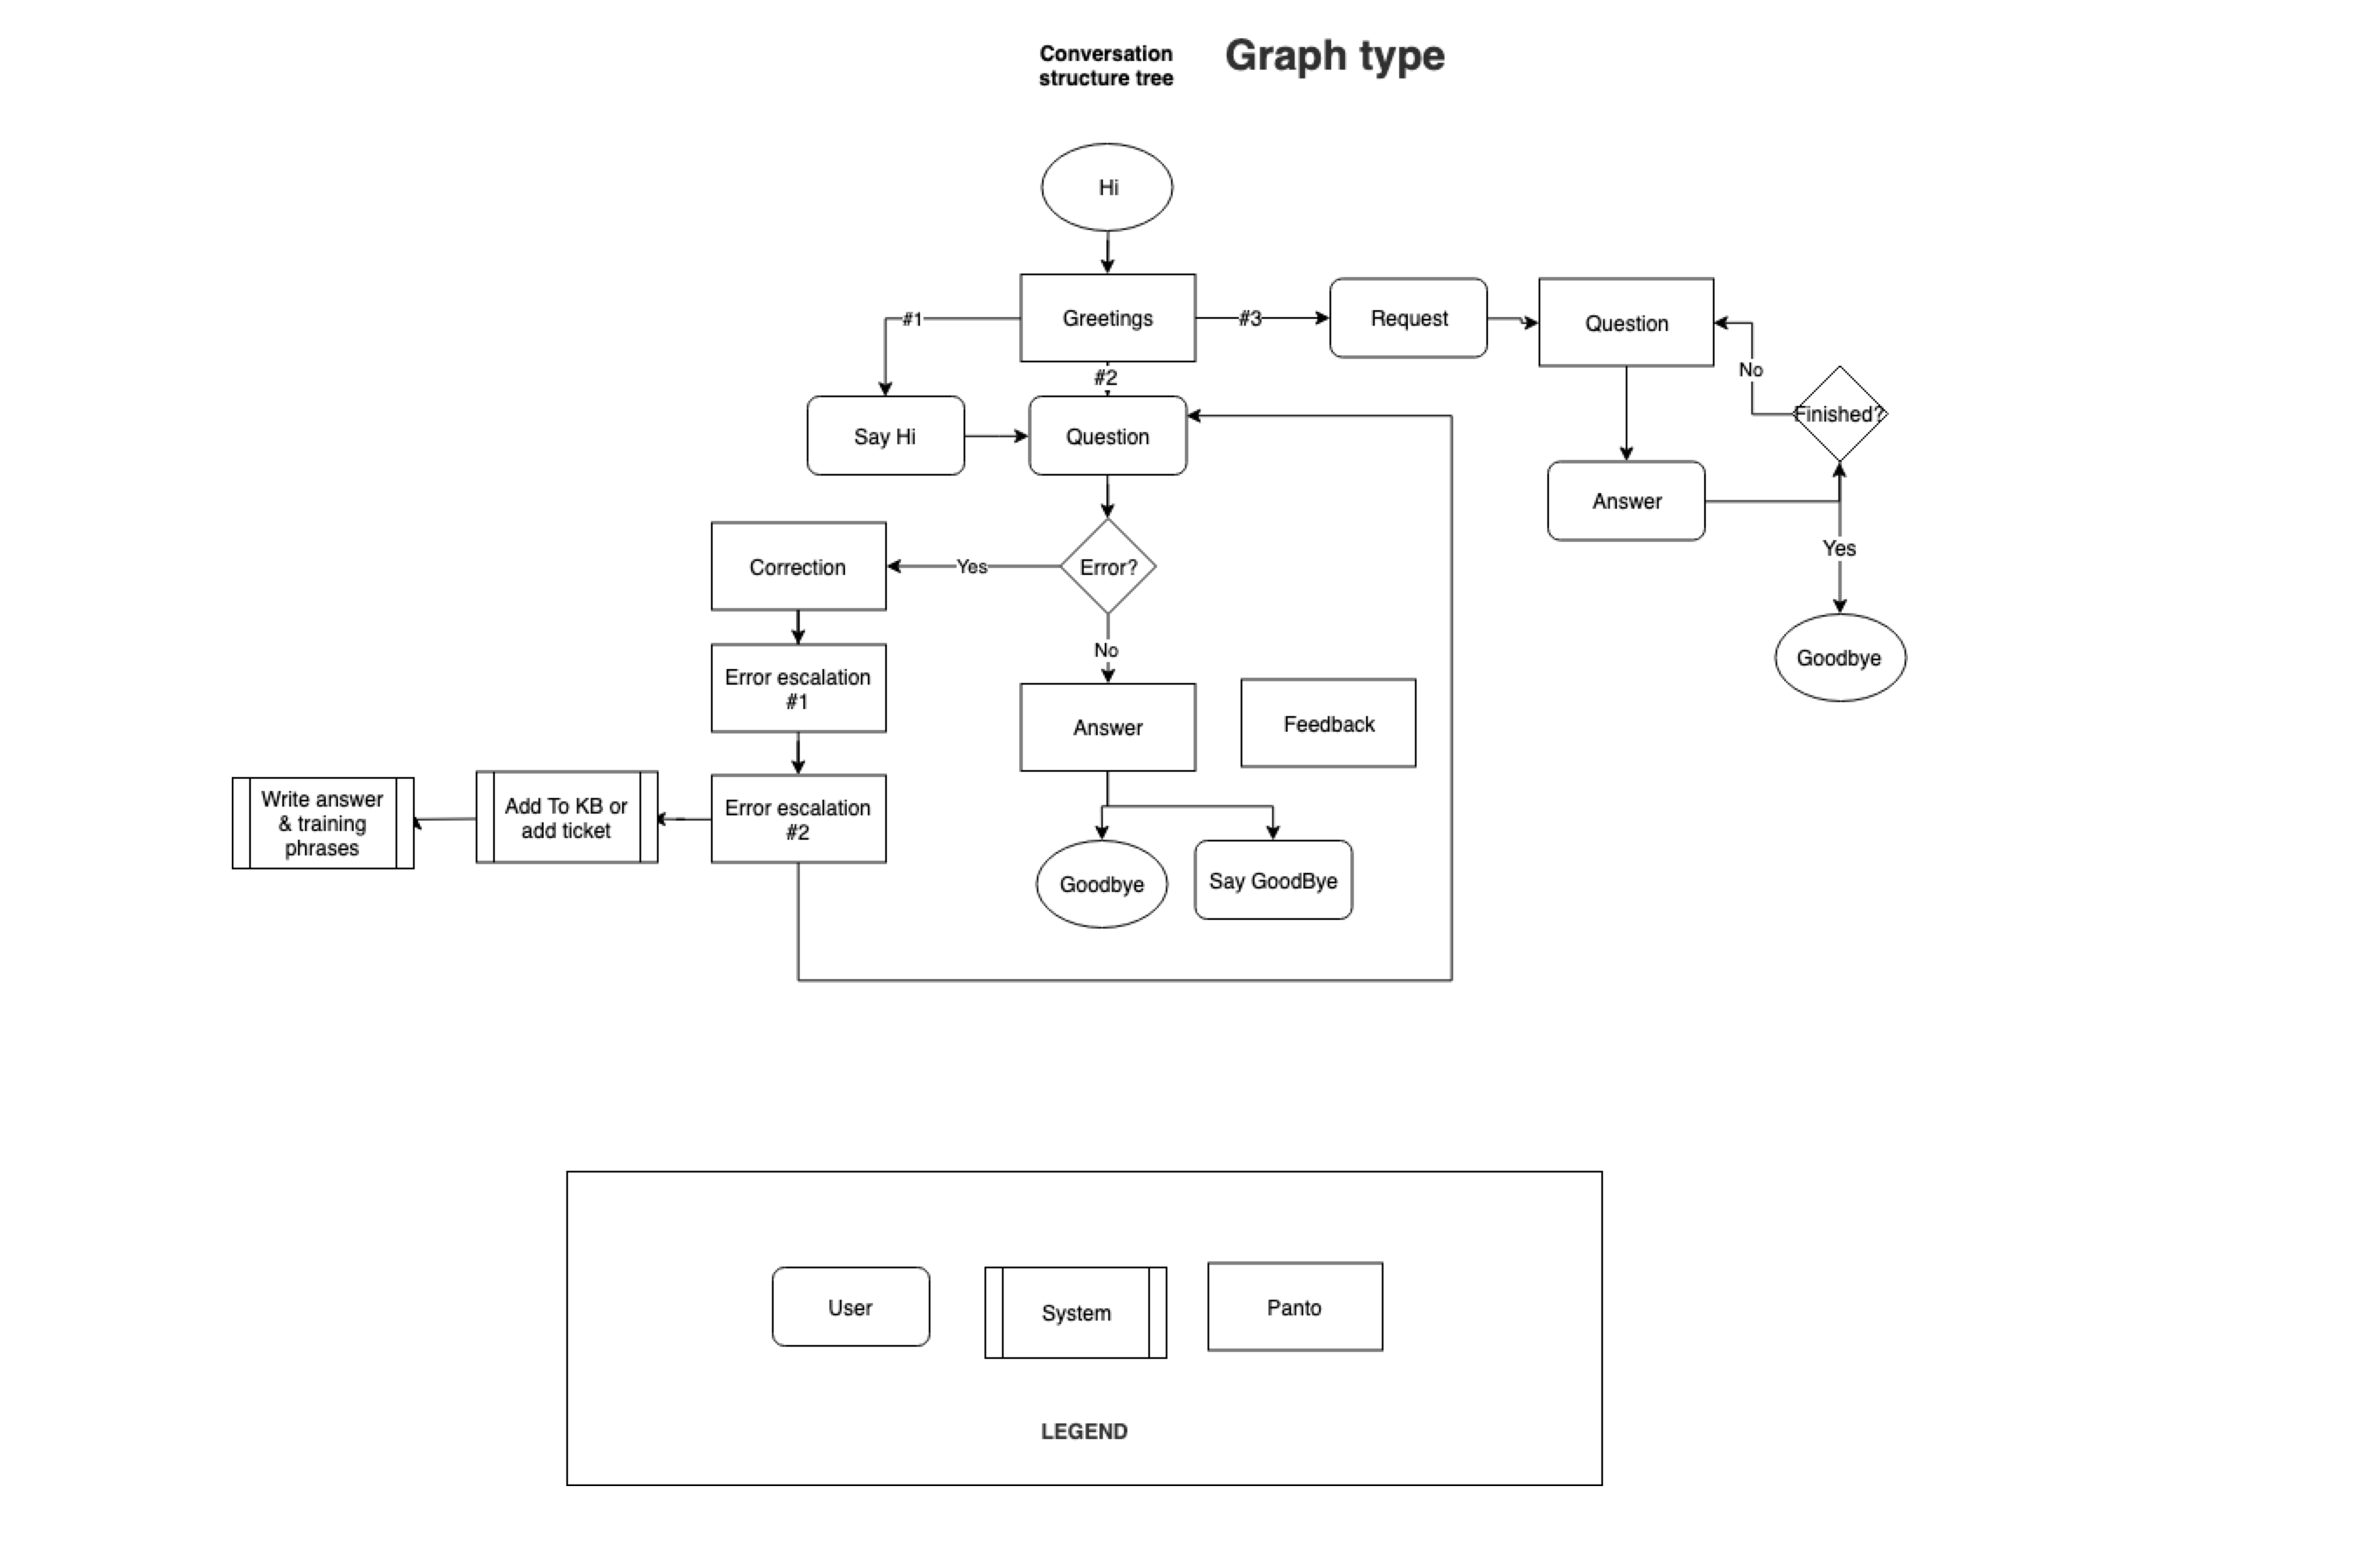 Conversation
structure tree
Graph type
Hi
Greetings
#1
#3
Request
Question
#2
No
Finished?
Say Hi
Question
Answer
Correction
Yes
Error?
Yes
No
Error escalation
#1
Answer
Feedback
Goodbye
Write answer
& training
phrases
Add To KB or
add ticket
Error escalation
#2
Goodbye
Say GoodBye
User
System
Panto
LEGEND